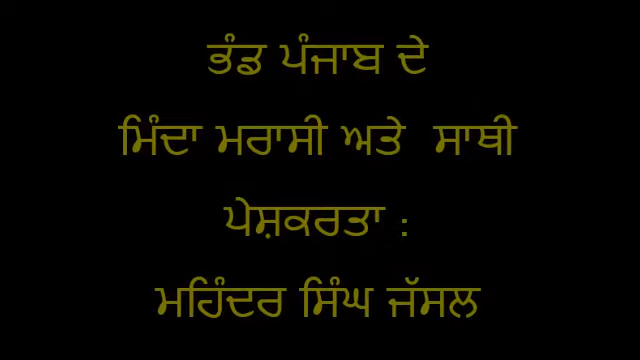 ਭੰਡ ਪੰਜਾਬ ਦੇ
ਮਿੰਦਾ ਮਰਾਸੀ ਅਤੇ ਸਾਥੀ
ਪੇਸ਼ਕਰਤਾ :
ਮਹਿੰਦਰ ਸਿੰਘ ਜੱਸਲ